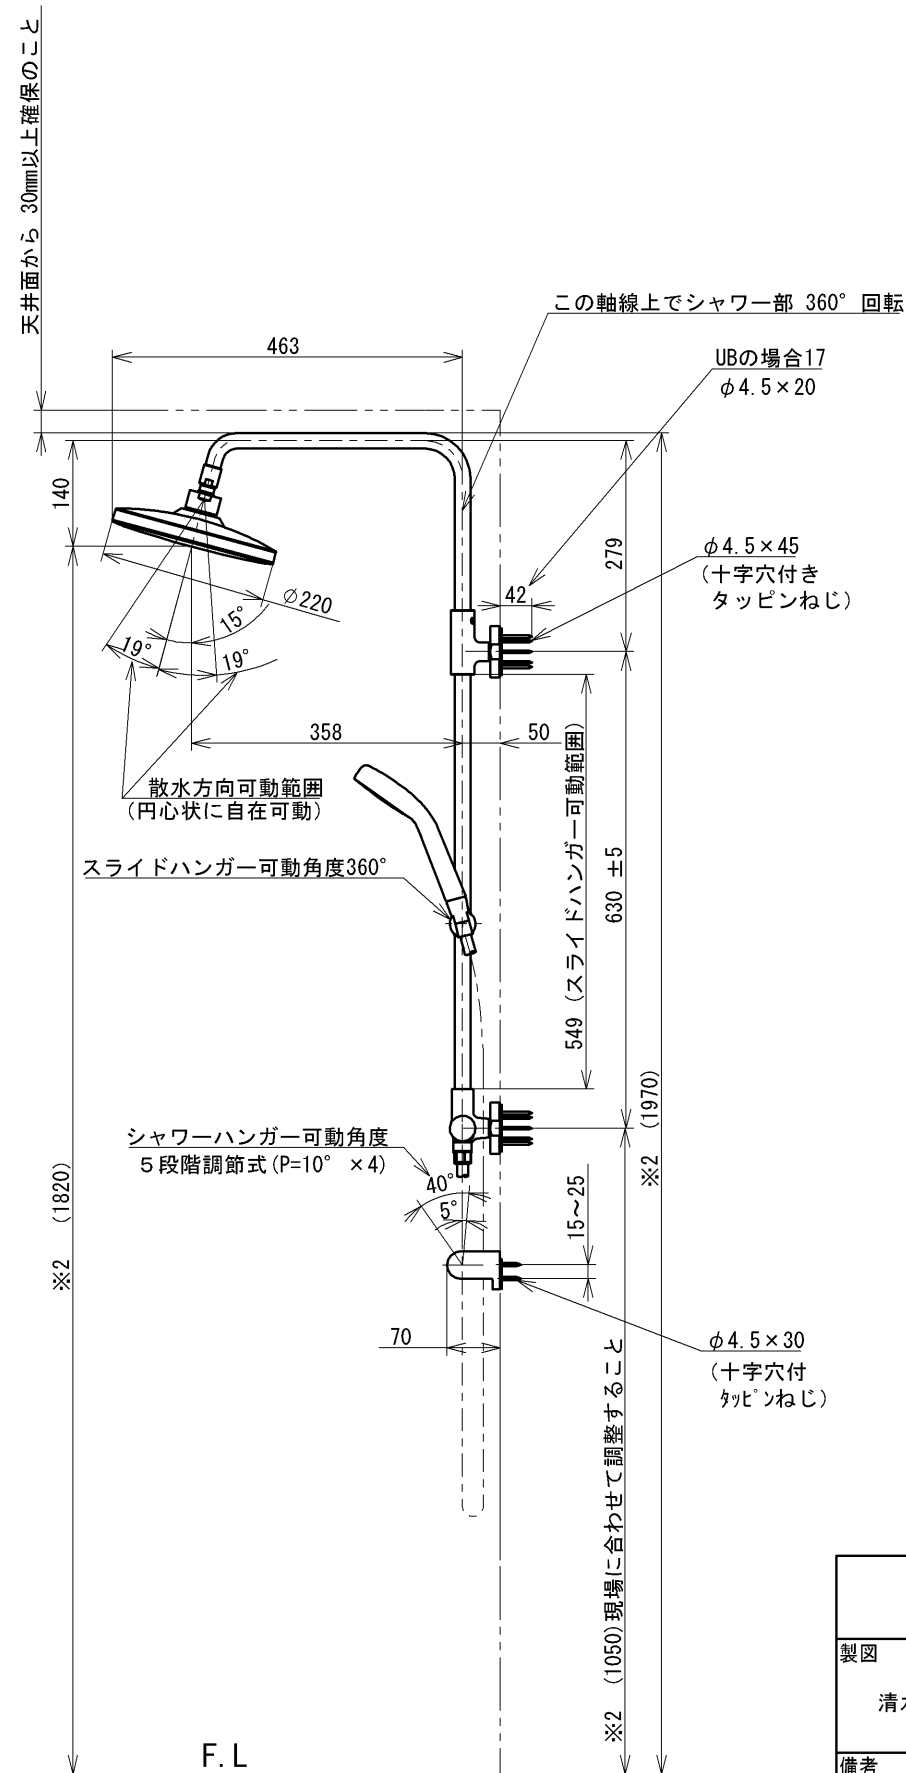 天井面から 30mm以上確保のこと
この軸線上でシャワー部 360° 回転
463
UBの場合17
φ4.5×20
140
279
φ4.5×45
(十字穴付き
タッピンねじ)
42
φ220
15°
19°
19°
358
50
散水方向可動範囲
(円心状に自在可動)
549 (スライドハンガー可動範囲)
630 ±5
スライドハンガー可動角度360°
※2 (1970)
シャワーハンガー可動角度
5段階調節式(P=10° ×4)
40°
5°
※2 (1820)
15~25
70
φ4.5×30
(十字穴付
タッピンねじ)
※2 (1050)現場に合わせて調整すること
製図
清
備考
F.L